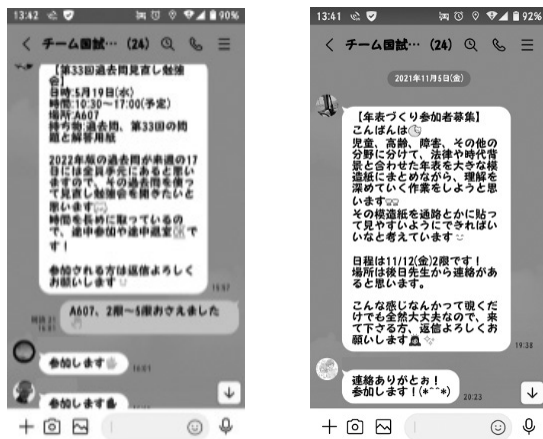 13:42
90%
チーム国試… (24)
【第33回過去問見直し勉強
会】
日時:5月19日(水)
時間:10:30~17:00(予定)
場所:A607
持ち物:過去問、第33回の問
題と解答用紙
2022年版の過去問が来週の17
日には全員手元にあると思い
ますので、その過去問を使っ
て見直し勉強会を開きたいと
思います
時間を長めに取っているの
で、途中参加や途中退室OKで
す!
参加される方は返信よろしく
お願いします
15:57
A607、2限~5限おさえました
既読 21
16:01
参加します
16:01
参加します
13:41
92%
チーム国試… (24)
2021年11月5日(金)
【年表づくり参加者募集】
こんばんは
児童、高齢、障害、その他の
分野に分けて、法律や時代背
景と合わせた年表を大きな模
造紙にまとめながら、理解を
深めていく作業をしようと思
います
その模造紙を通路とかに貼っ
て見やすいようにできればい
いなと考えています
日程は11/12(金)2限です!
場所は後日先生から連絡があ
ると思います。
こんな感じなんかって覗くだ
けでも全然大丈夫なので、来
て下さる方、返信よろしくお
願いします
19:38
連絡ありがとぉ!
参加します!(*^^*)
20:23